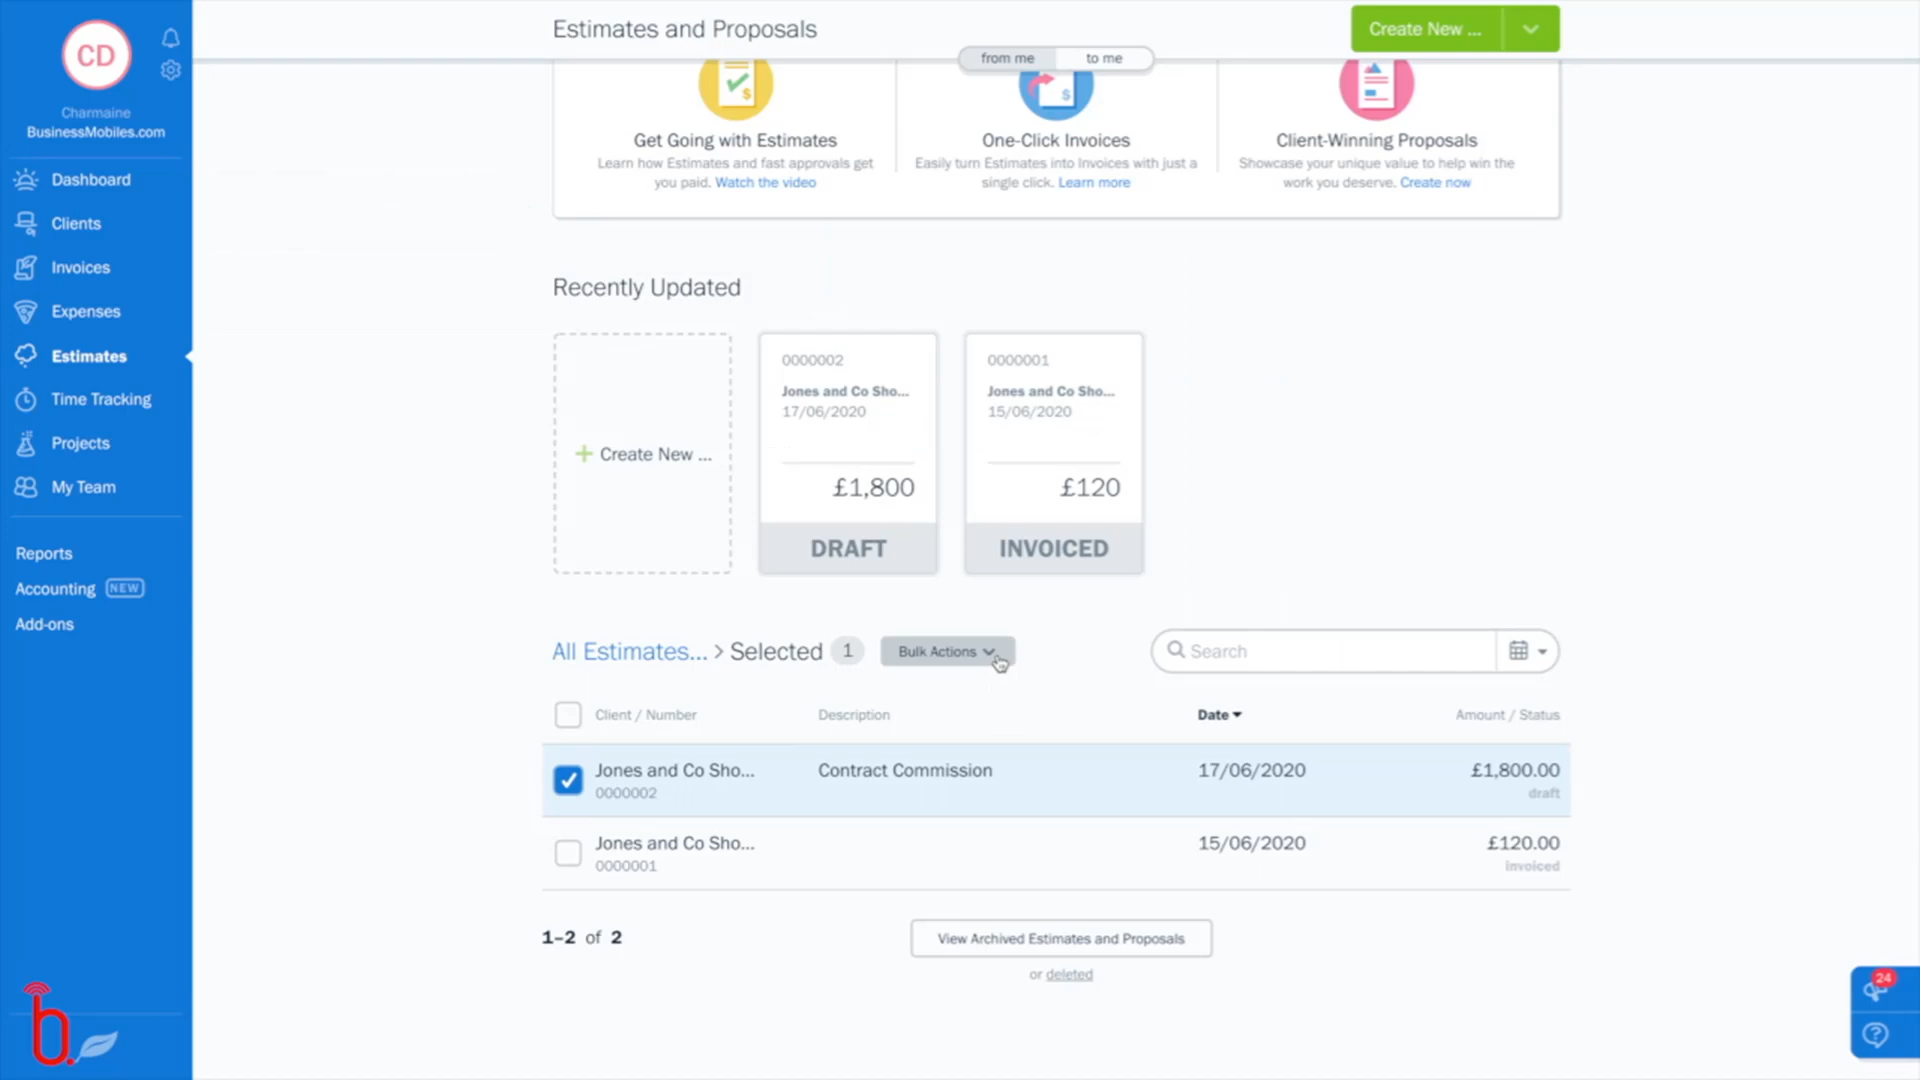 CD
Charmaine
BusinessMobiles.com
Dashboard
Clients
Invoices
Expenses
Estimates
Time Tracking
Projects
My Team
Reports
Accounting NEW
Add-ons
b.
Estimates and Proposals
Create New ...
from me
to me
Get Going with Estimates
Learn how Estimates and fast approvals get
you paid. Watch the video
One-Click Invoices
Easily turn Estimates into Invoices with just a
single click. Learn more
Client-Winning Proposals
Showcase your unique value to help win the
work you deserve. Create now
Recently Updated
+ Create New ...
0000002
Jones and Co Sho...
17/06/2020
£1,800
DRAFT
0000001
Jones and Co Sho...
15/06/2020
£120
INVOICED
All Estimates... > Selected 1
Bulk Actions
Search
Client / Number
Description
Date
Amount / Status
Jones and Co Sho...
0000002
Contract Commission
17/06/2020
£1,800.00
draft
Jones and Co Sho...
0000001
15/06/2020
£120.00
invoiced
1–2 of 2
View Archived Estimates and Proposals
or deleted
24